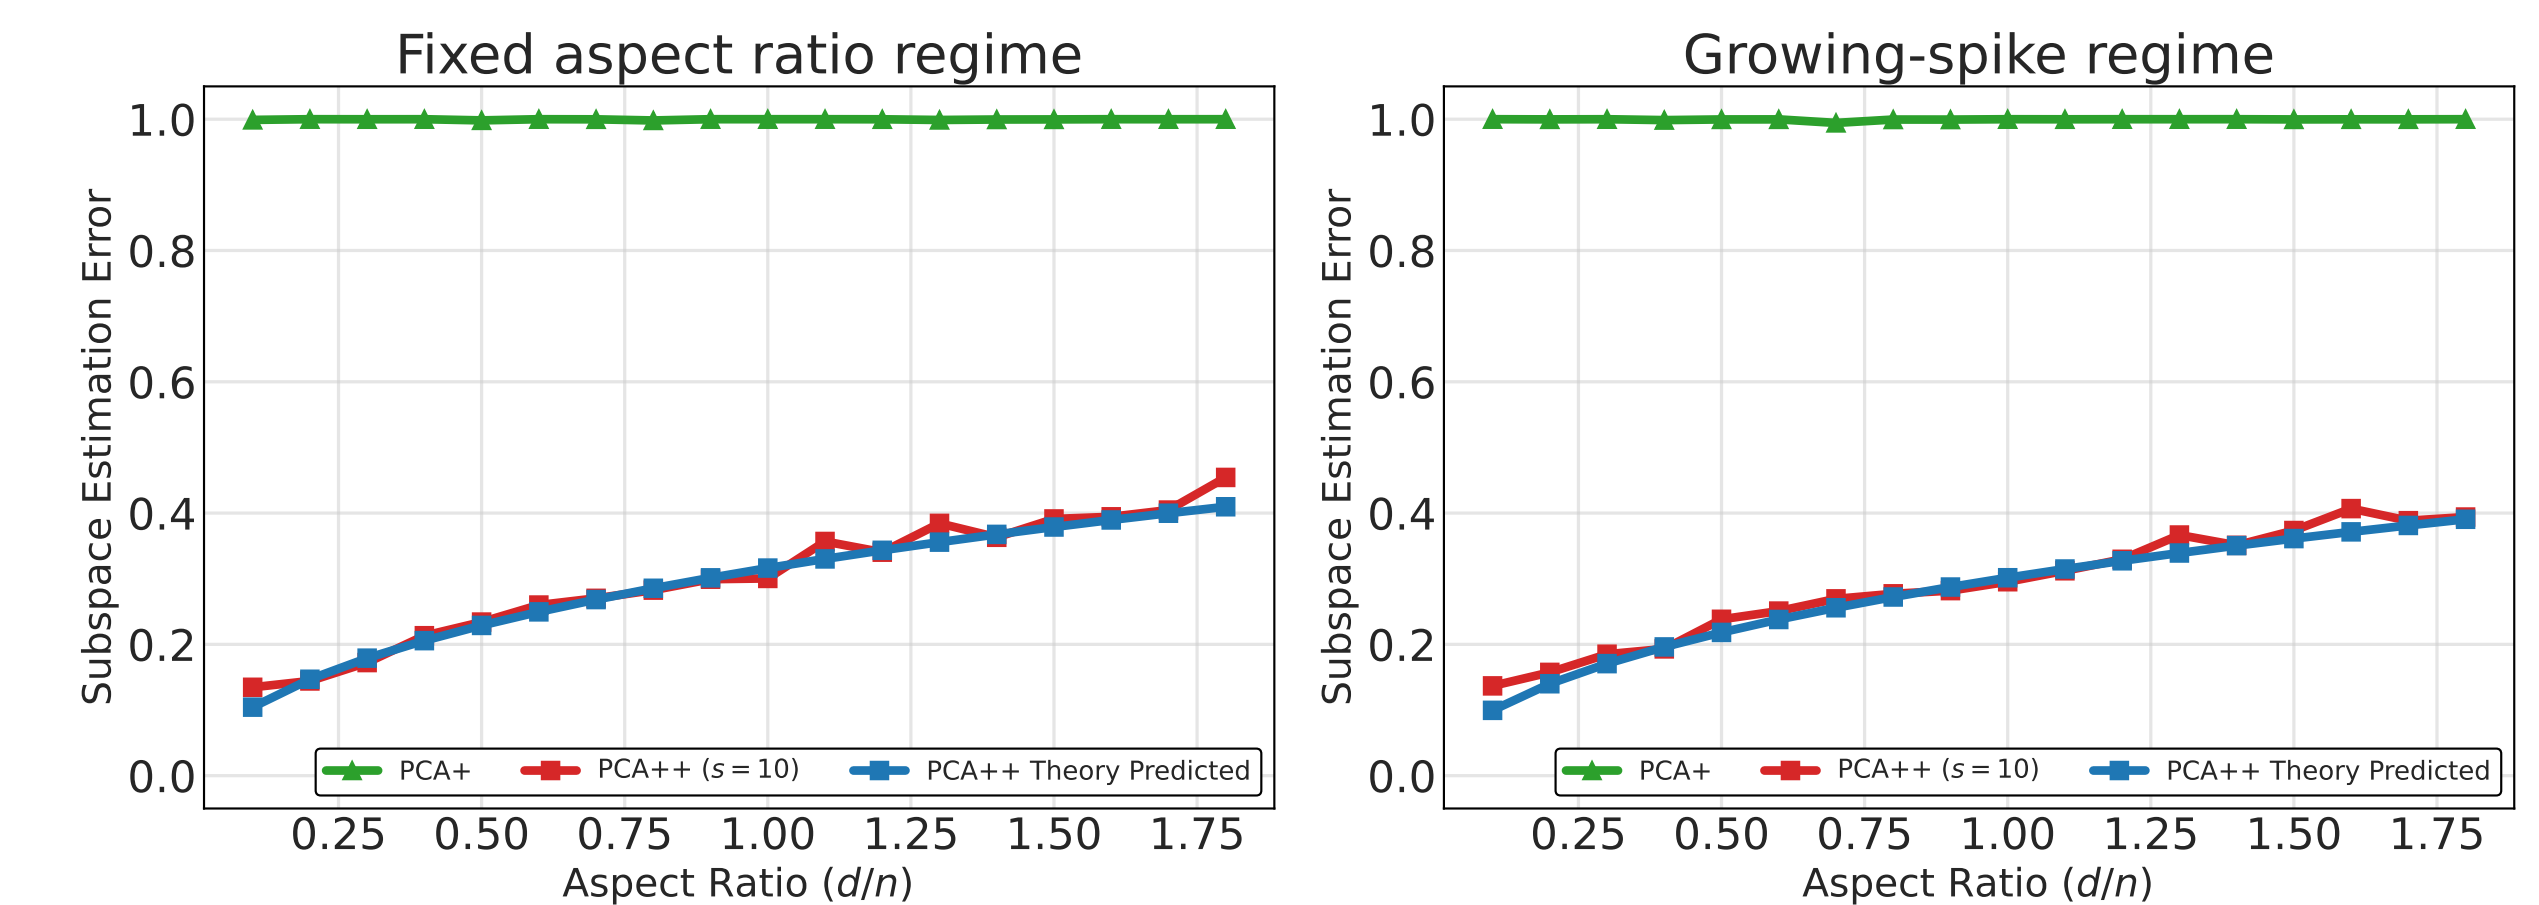 Fixed aspect ratio regime
Subspace Estimation Error
1.0
0.8
0.6
0.4
0.2
0.0
PCA+
PCA++ (s = 10)
PCA++ Theory Predicted
0.25 0.50 0.75 1.00 1.25 1.50 1.75
Aspect Ratio (d/n)
Growing-spike regime
Subspace Estimation Error
1.0
0.8
0.6
0.4
0.2
0.0
PCA+
PCA++ (s = 10)
PCA++ Theory Predicted
0.25 0.50 0.75 1.00 1.25 1.50 1.75
Aspect Ratio (d/n)